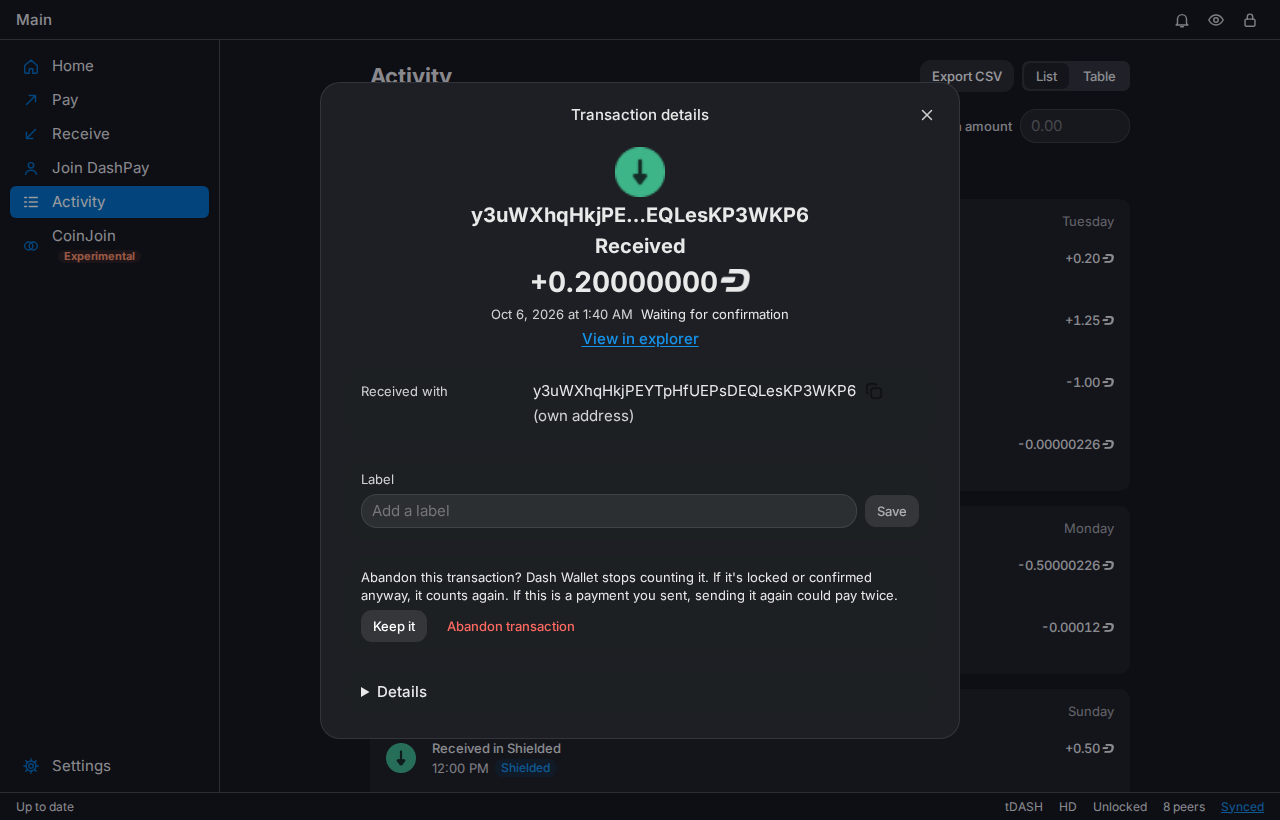 Main
Home
Pay
Receive
Join DashPay
Activity
CoinJoin
Experimental
Settings
Activity
Export CSV
List
Table
amount
0.00
Transaction details
y3uWXhqHkjPE...EQLesKP3WKP6
Received
+0.20000000
Oct 6, 2026 at 1:40 AM Waiting for confirmation
View in explorer
Received with
y3uWXhqHkjPEYTpHfUEPsDEQLesKP3WKP6
(own address)
Label
Add a label
Save
Abandon this transaction? Dash Wallet stops counting it. If it's locked or confirmed
anyway, it counts again. If this is a payment you sent, sending it again could pay twice.
Keep it
Abandon transaction
Details
Tuesday
+0.20
+1.25
-1.00
-0.00000226
Monday
-0.50000226
-0.00012
Sunday
Received in Shielded
+0.50
12:00 PM Shielded
Up to date
tDASH
HD
Unlocked
8 peers
Synced